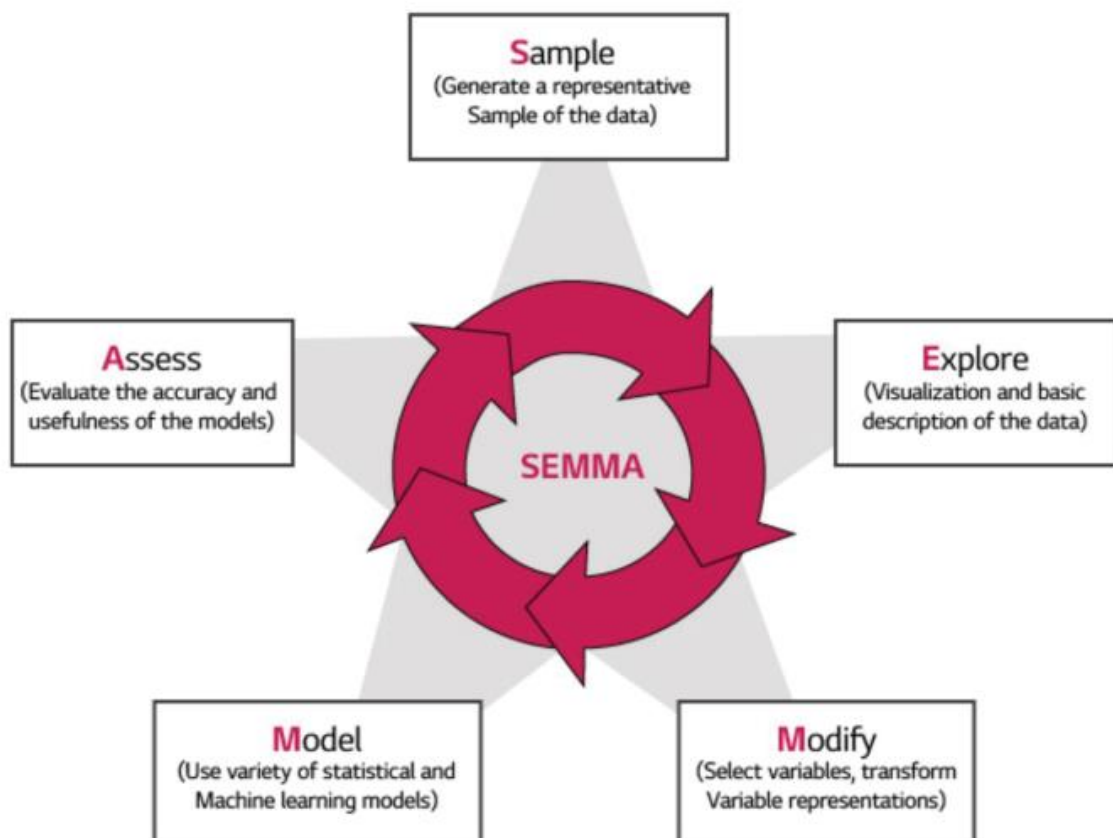 Sample
(Generate a representative
Sample of the data)
Assess
(Evaluate the accuracy and
usefulness of the models)
Explore
(Visualization and basic
description of the data)
SEMMA
Model
(Use variety of statistical and
Machine learning models)
Modify
(Select variables, transform
Variable representations)